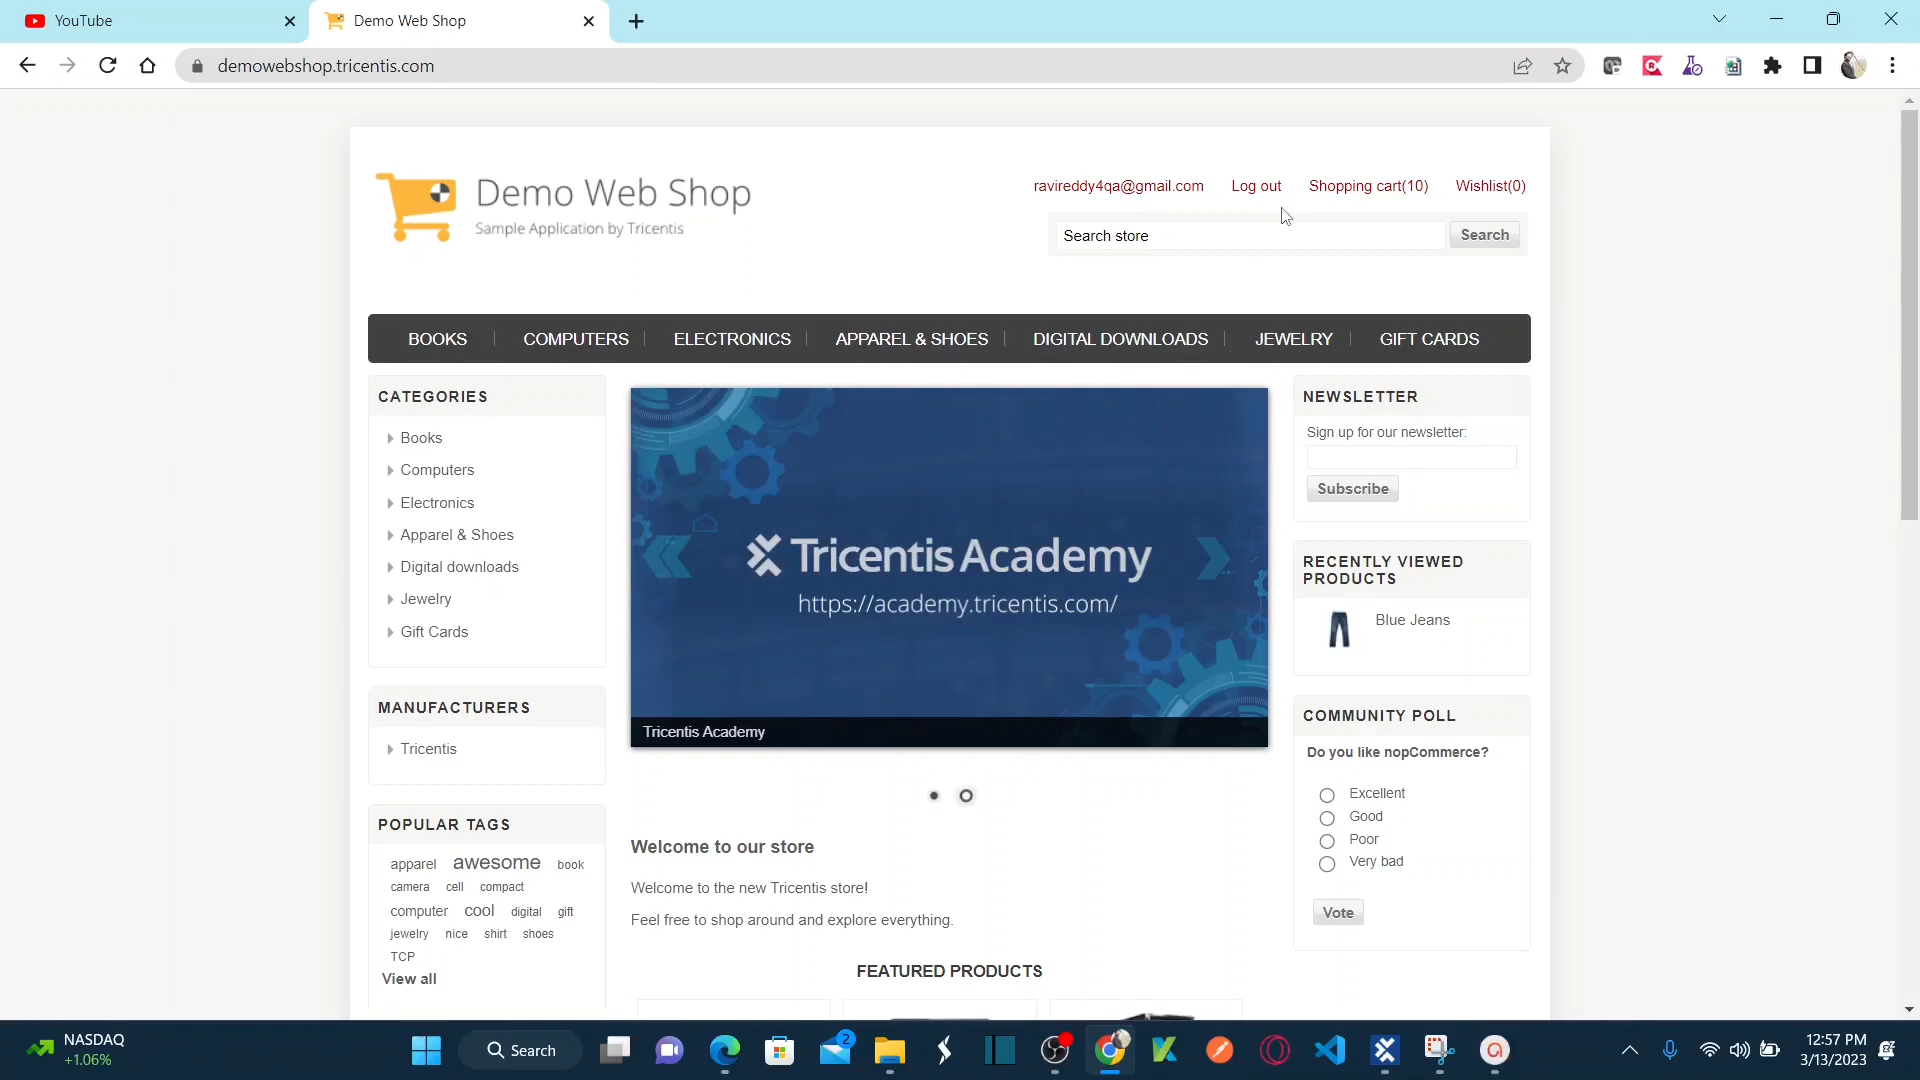 YouTube
Demo Web Shop
demowebshop.tricentis.com
Demo Web Shop
Sample Application by Tricentis
ravireddy4qa@gmail.com Log out Shopping cart(10) Wishlist(0)
Search store Search
BOOKS COMPUTERS ELECTRONICS APPAREL & SHOES DIGITAL DOWNLOADS JEWELRY GIFT CARDS
CATEGORIES
Books
Computers
Electronics
Apparel & Shoes
Digital downloads
Jewelry
Gift Cards
MANUFACTURERS
Tricentis
POPULAR TAGS
apparel awesome book
camera cell compact
computer cool digital gift
jewelry nice shirt shoes
TCP
View all
Tricentis Academy
https://academy.tricentis.com/
Tricentis Academy
Welcome to our store
Welcome to the new Tricentis store!
Feel free to shop around and explore everything.
FEATURED PRODUCTS
NEWSLETTER
Sign up for our newsletter:
Subscribe
RECENTLY VIEWED
PRODUCTS
Blue Jeans
COMMUNITY POLL
Do you like nopCommerce?
Excellent
Good
Poor
Very bad
Vote
NASDAQ
+1.06%
Search
2
12:57 PM
3/13/2023